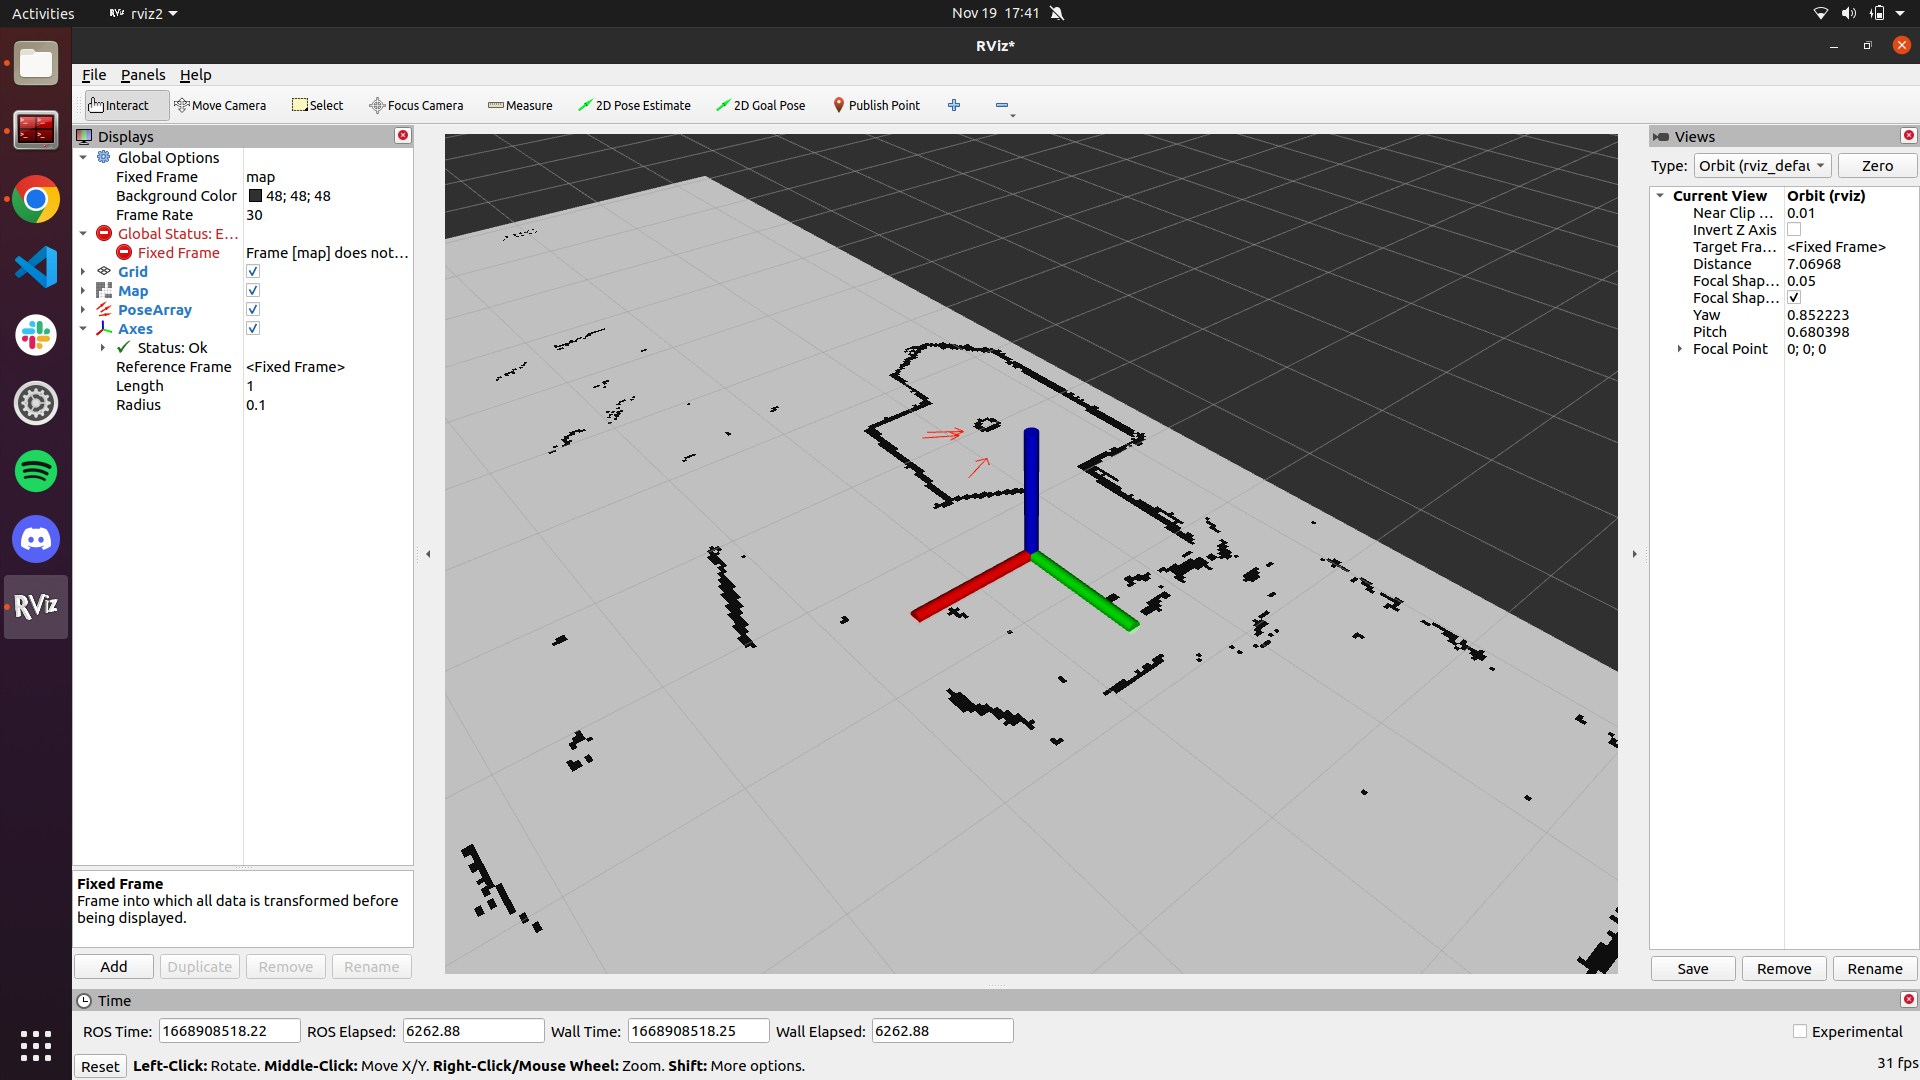 Activities
RViz rviz2
Nov 19 17:41
RViz*
File Panels Help
Interact Move Camera Select Focus Camera Measure 2D Pose Estimate 2D Goal Pose Publish Point
Displays
Global Options
Fixed Frame map
Background Color 48; 48; 48
Frame Rate 30
Global Status: E...
Fixed Frame Frame [map] does not...
Grid
Map
PoseArray
Axes
Status: Ok
Reference Frame <Fixed Frame>
Length 1
Radius 0.1
Fixed Frame
Frame into which all data is transformed before
being displayed.
Add Duplicate Remove Rename
Views
Type: Orbit (rviz_defau Zero
Current View Orbit (rviz)
Near Clip ... 0.01
Invert Z Axis
Target Fra... <Fixed Frame>
Distance 7.06968
Focal Shap... 0.05
Focal Shap...
Yaw 0.852223
Pitch 0.680398
Focal Point 0; 0; 0
Save Remove Rename
RViz
Time
ROS Time: 1668908518.22 ROS Elapsed: 6262.88 Wall Time: 1668908518.25 Wall Elapsed: 6262.88
Experimental
Reset Left-Click: Rotate. Middle-Click: Move X/Y. Right-Click/Mouse Wheel: Zoom. Shift: More options.
31 fps